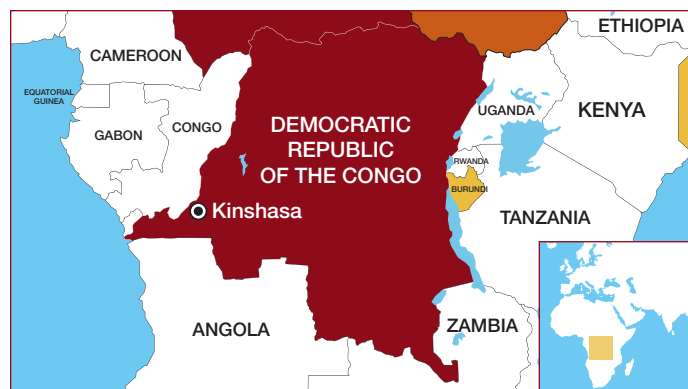 ETHIOPIA
CAMEROON
EQUATORIAL
GUINEA
UGANDA
KENYA
GABON
CONGO
DEMOCRATIC
REPUBLIC
OF THE CONGO
RWANDA
BURUNDI
Kinshasa
TANZANIA
ANGOLA
ZAMBIA